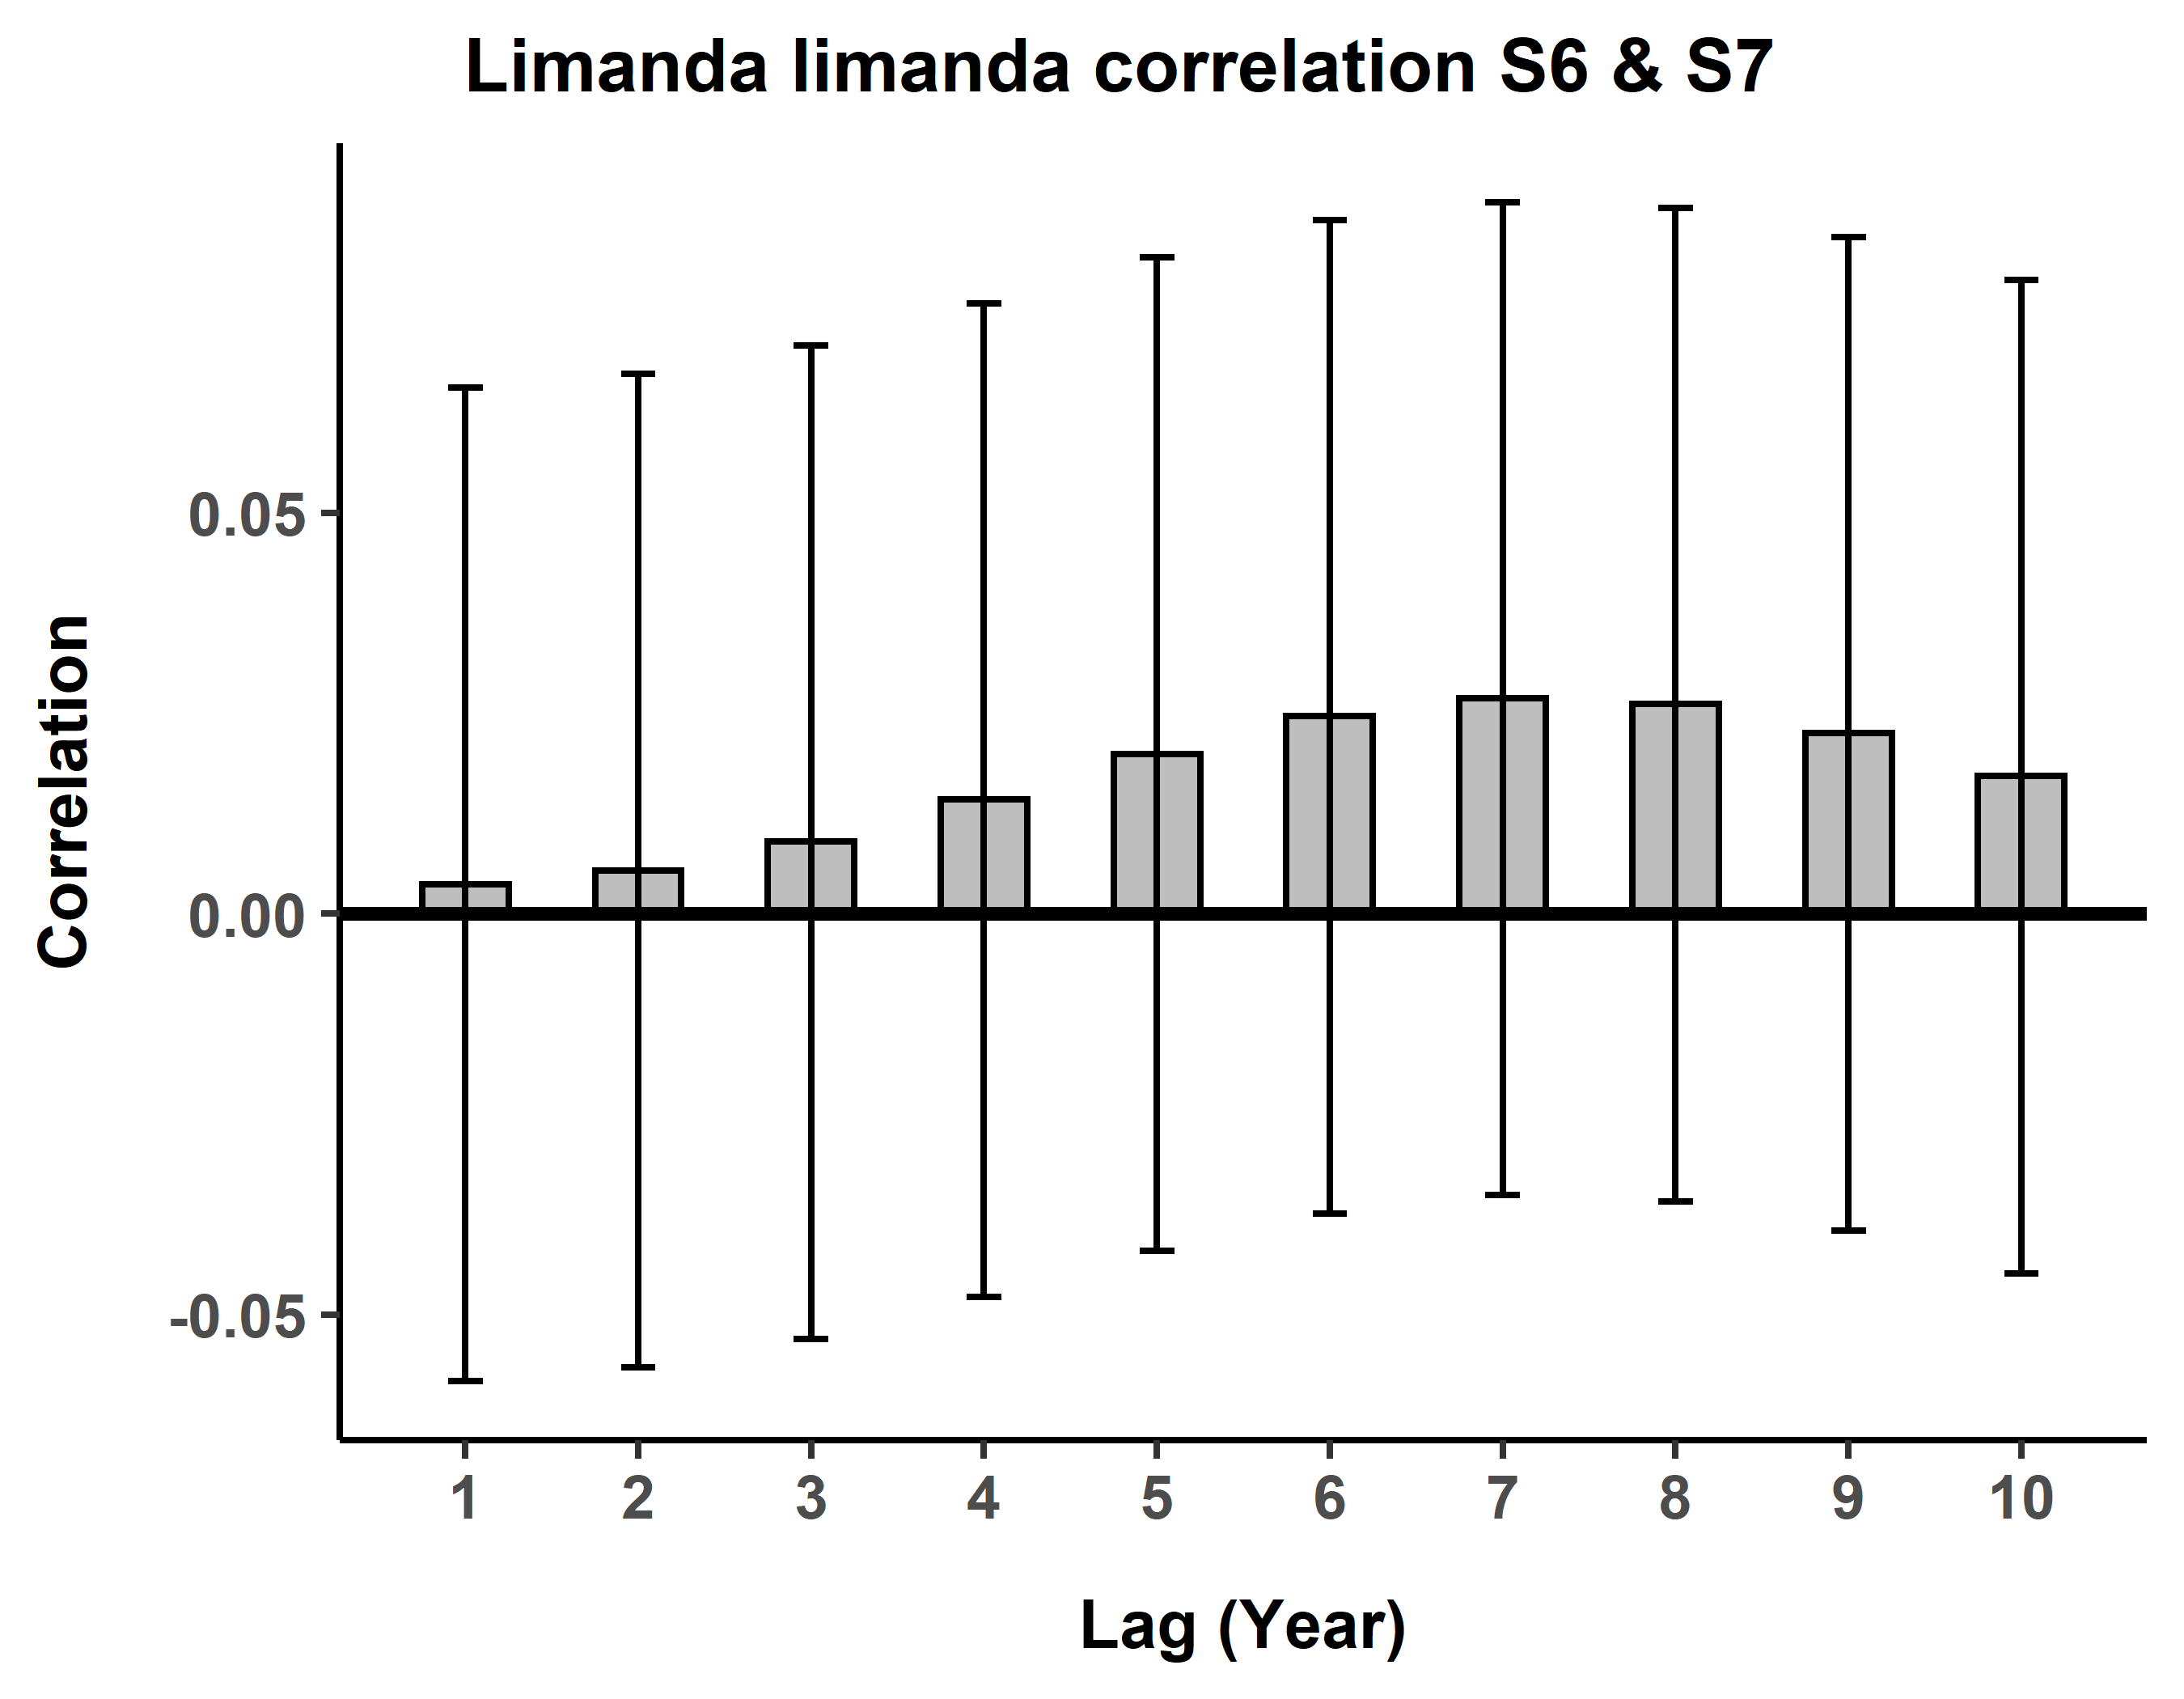 Limanda limanda correlation S6 & S7
Correlation
0.05
0.00
-0.05
1 2 3 4 5 6 7 8 9 10
Lag (Year)